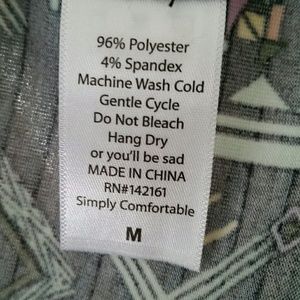 96% Polyester
4% Spandex
Machine Wash Cold
Gentle Cycle
Do Not Bleach
Hang Dry
or you'll be sad
MADE IN CHINA
RN#142161
Simply Comfortable
M